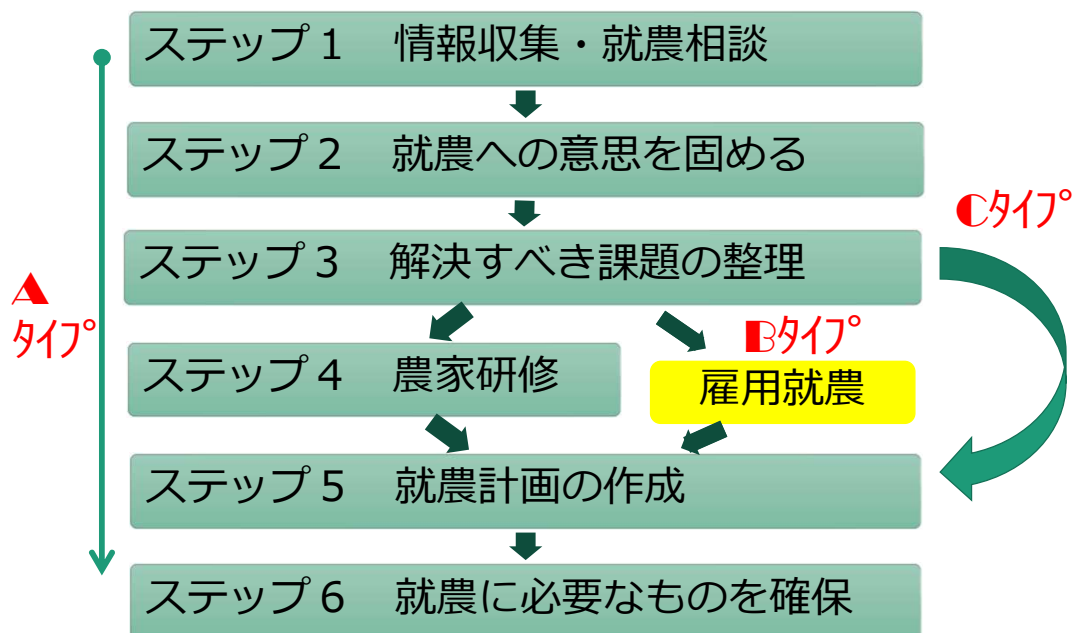 ステップ1 情報収集・就農相談
ステップ2 就農への意思を固める
Cタイプ
ステップ3 解決すべき課題の整理
A
タイプ
Bタイプ
ステップ4 農家研修
雇用就農
ステップ5 就農計画の作成
ステップ6 就農に必要なものを確保